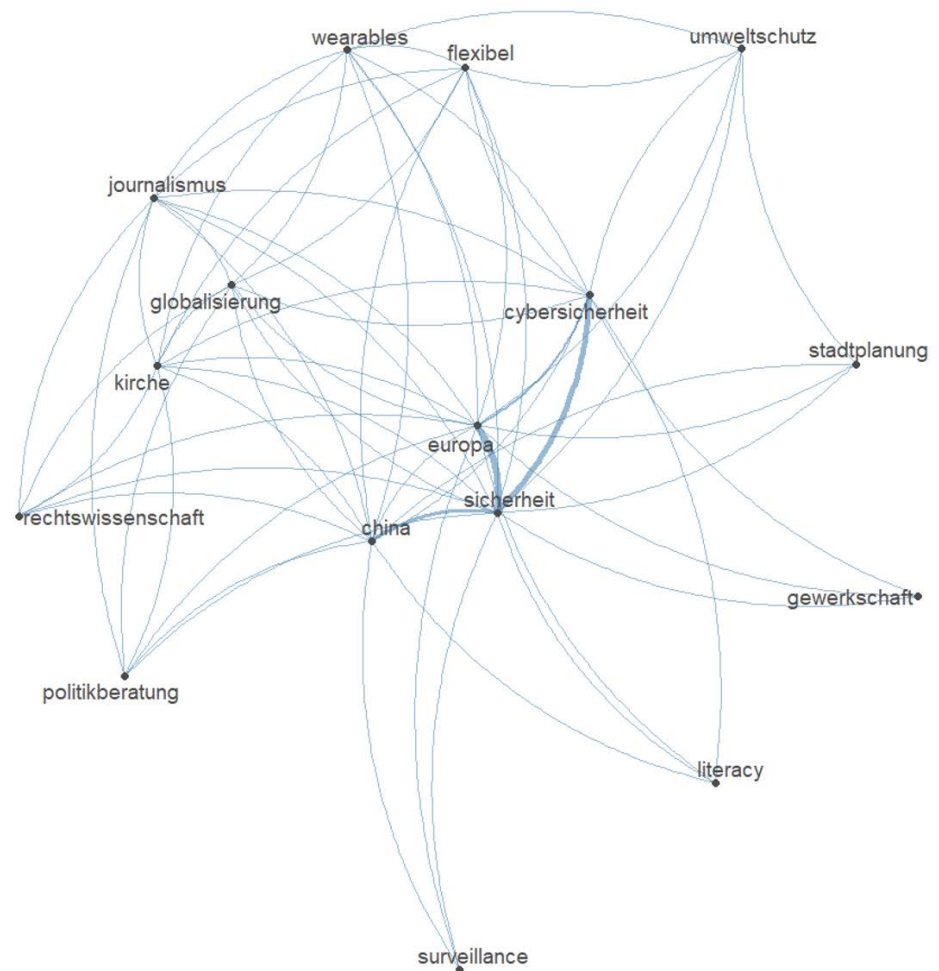 wearables
umweltschutz
flexibel
journalismus
globalisierung
cybersicherheit
stadtplanung
kirche
europa
sicherheit
rechtswissenschaft
china
gewerkschaft
politikberatung
literacy
surveillance